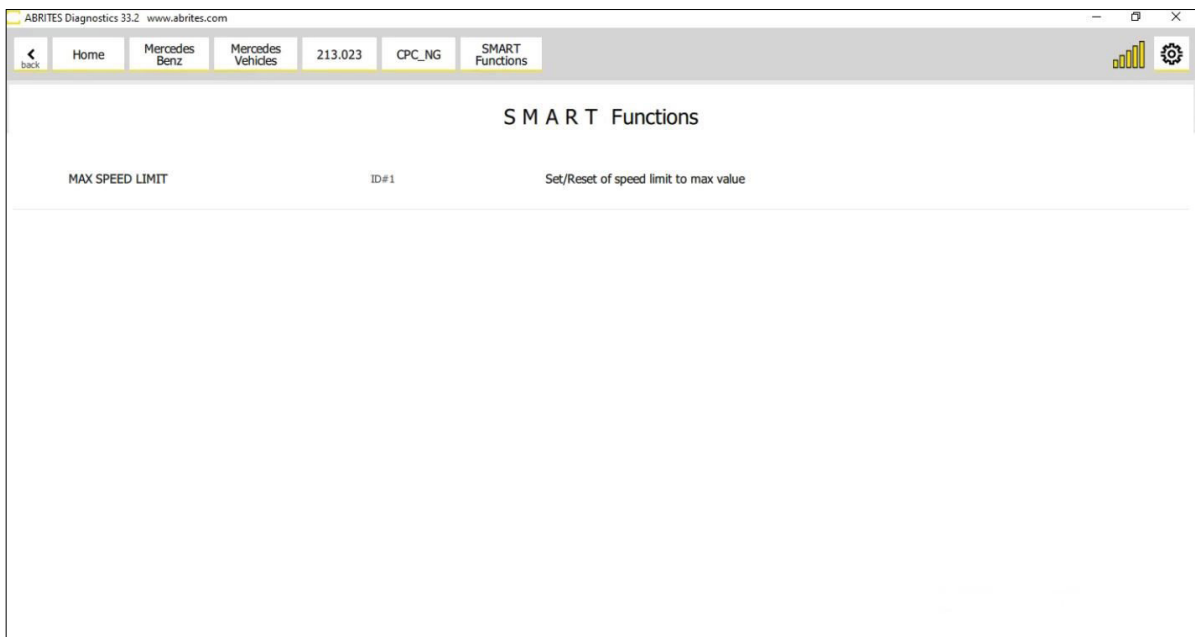 ABRITES Diagnostics 33.2 www.abrites.com
back
Home
Mercedes
Benz
Mercedes
Vehicles
213.023
CPC_NG
SMART
Functions
S M A R T Functions
MAX SPEED LIMIT ID#1 Set/Reset of speed limit to max value